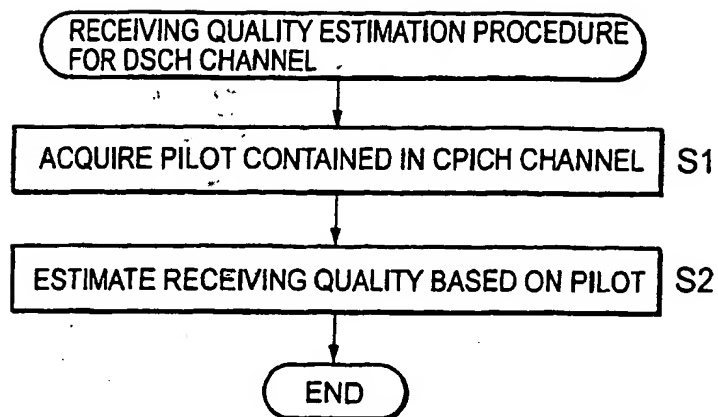 RECEIVING QUALITY ESTIMATION PROCEDURE
FOR DSCH CHANNEL
ACQUIRE PILOT CONTAINED IN CPICH CHANNEL
S1
ESTIMATE RECEIVING QUALITY BASED ON PILOT
S2
END